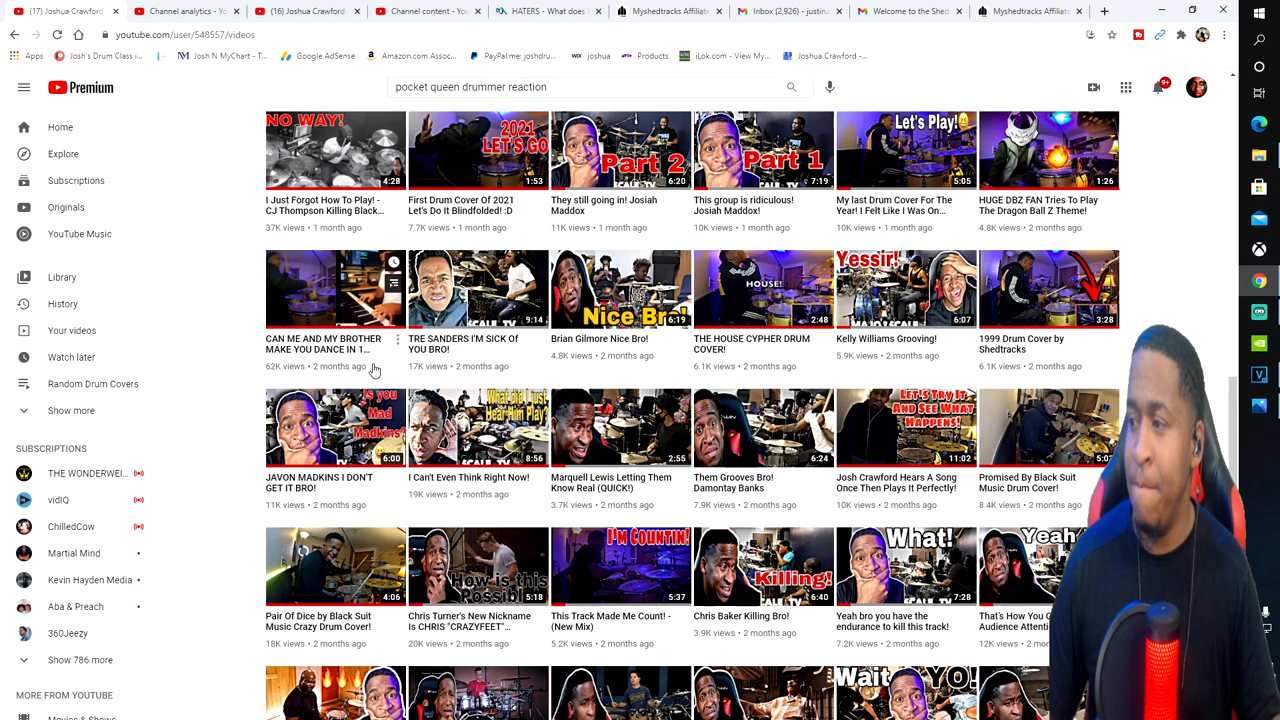 (17) Joshua Crawford
Channel analytics - Yo
(16) Joshua Crawford
Channel content - You
HATERS - What does
Myshedtracks Affiliate
Inbox (2,926) - justin.c
Welcome to the Shed
Myshedtracks Affiliate
youtube.com/user/548557/videos
Apps
Josh's Drum Class i...
Josh N MyChart - T...
Google AdSense
Amazon.com Assoc...
PayPal.me: joshdru...
WIX joshua
Products
iLok.com - View My...
Joshua Crawford -...
Premium
pocket queen drummer reaction
9+
Home
Explore
Subscriptions
Originals
YouTube Music
Library
History
Your videos
Watch later
Random Drum Covers
Show more
SUBSCRIPTIONS
THE WONDERWEI...
vidIQ
ChilledCow
Martial Mind
Kevin Hayden Media
Aba & Preach
360Jeezy
Show 786 more
MORE FROM YOUTUBE
Movies & Shows
NO WAY!
4:28
2021
LET'S GO
1:53
Part 2
6:20
Part 1
7:19
Let's Play!
5:05
1:26
I Just Forgot How To Play! -
CJ Thompson Killing Black...
37K views • 1 month ago
First Drum Cover Of 2021
Let's Do It Blindfolded! :D
7.7K views • 1 month ago
They still going in! Josiah
Maddox
11K views • 1 month ago
This group is ridiculous!
Josiah Maddox!
10K views • 1 month ago
My last Drum Cover For The
Year! I Felt Like I Was On...
10K views • 1 month ago
HUGE DBZ FAN Tries To Play
The Dragon Ball Z Theme!
4.8K views • 2 months ago
9:14
Nice Bro!
6:19
HOUSE!
2:48
Yessir!
6:07
3:28
CAN ME AND MY BROTHER
MAKE YOU DANCE IN 1...
62K views • 2 months ago
TRE SANDERS I'M SICK Of
YOU BRO!
17K views • 2 months ago
Brian Gilmore Nice Bro!
4.8K views • 2 months ago
THE HOUSE CYPHER DRUM
COVER!
6.1K views • 2 months ago
Kelly Williams Grooving!
5.9K views • 2 months ago
1999 Drum Cover by
Shedtracks
6.1K views • 2 months ago
Is you
Mad
Madkins?
6:00
What did I just
Hear Him Play?
8:56
2:55
6:24
LET'S TRY IT
AND SEE WHAT
HAPPENS!
11:02
5:02
JAVON MADKINS I DON'T
GET IT BRO!
11K views • 2 months ago
I Can't Even Think Right Now!
19K views • 2 months ago
Marquell Lewis Letting Them
Know Real (QUICK!)
3.7K views • 2 months ago
Them Grooves Bro!
Damontay Banks
7.9K views • 2 months ago
Josh Crawford Hears A Song
Once Then Plays It Perfectly!
10K views • 2 months ago
Promised By Black Suit
Music Drum Cover!
8.4K views • 2 months ago
4:06
How is this
Possible
5:18
I'M COUNTIN!
5:37
Killing!
6:40
What!
7:28
Yeah
Pair Of Dice by Black Suit
Music Crazy Drum Cover!
18K views • 2 months ago
Chris Turner's New Nickname
Is CHRIS "CRAZYFEET"...
20K views • 2 months ago
This Track Made Me Count! -
(New Mix)
5.2K views • 2 months ago
Chris Baker Killing Bro!
3.9K views • 2 months ago
Yeah bro you have the
endurance to kill this track!
7.2K views • 2 months ago
That's How You G
Audience Attenti
12K views • 2 mon
Wait
YO!